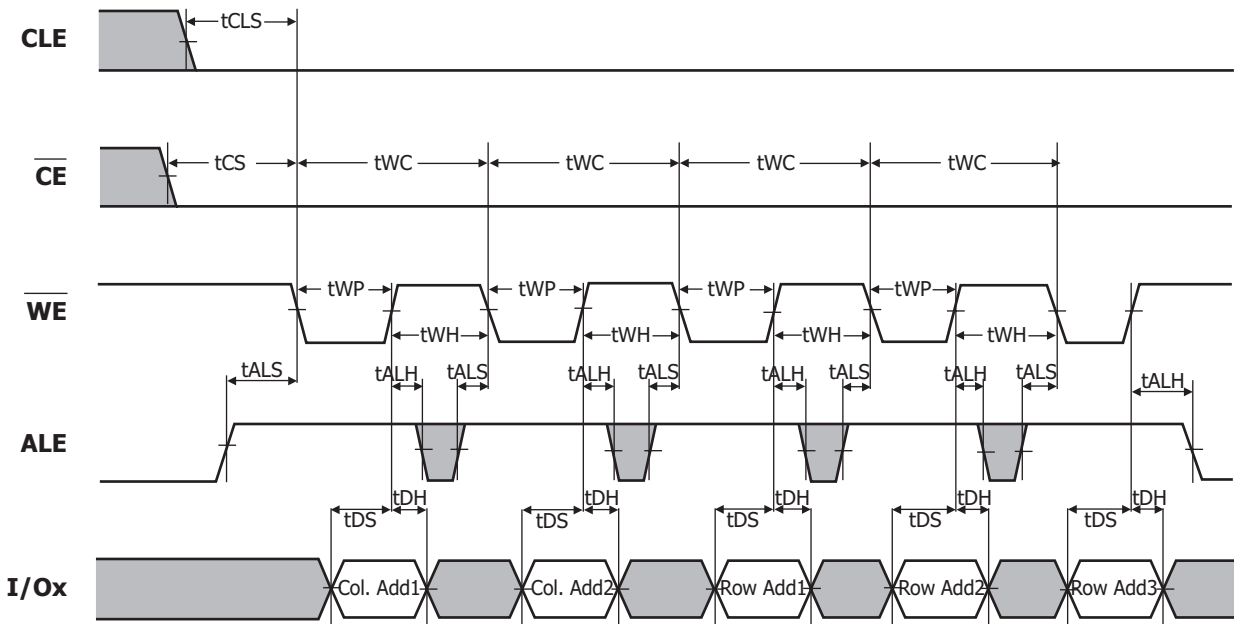 CLE
tCLS
CE
tCS
tWC
tWC
tWC
tWC
WE
tWP
tWP
tWP
tWP
tWH
tWH
tWH
tWH
tALS
tALH
tALS
tALH
tALS
tALH
tALS
tALH
tALS
tALH
ALE
tDS
tDH
tDS
tDH
tDS
tDH
tDS
tDH
tDS
tDH
I/Ox
Col. Add1
Col. Add2
Row Add1
Row Add2
Row Add3